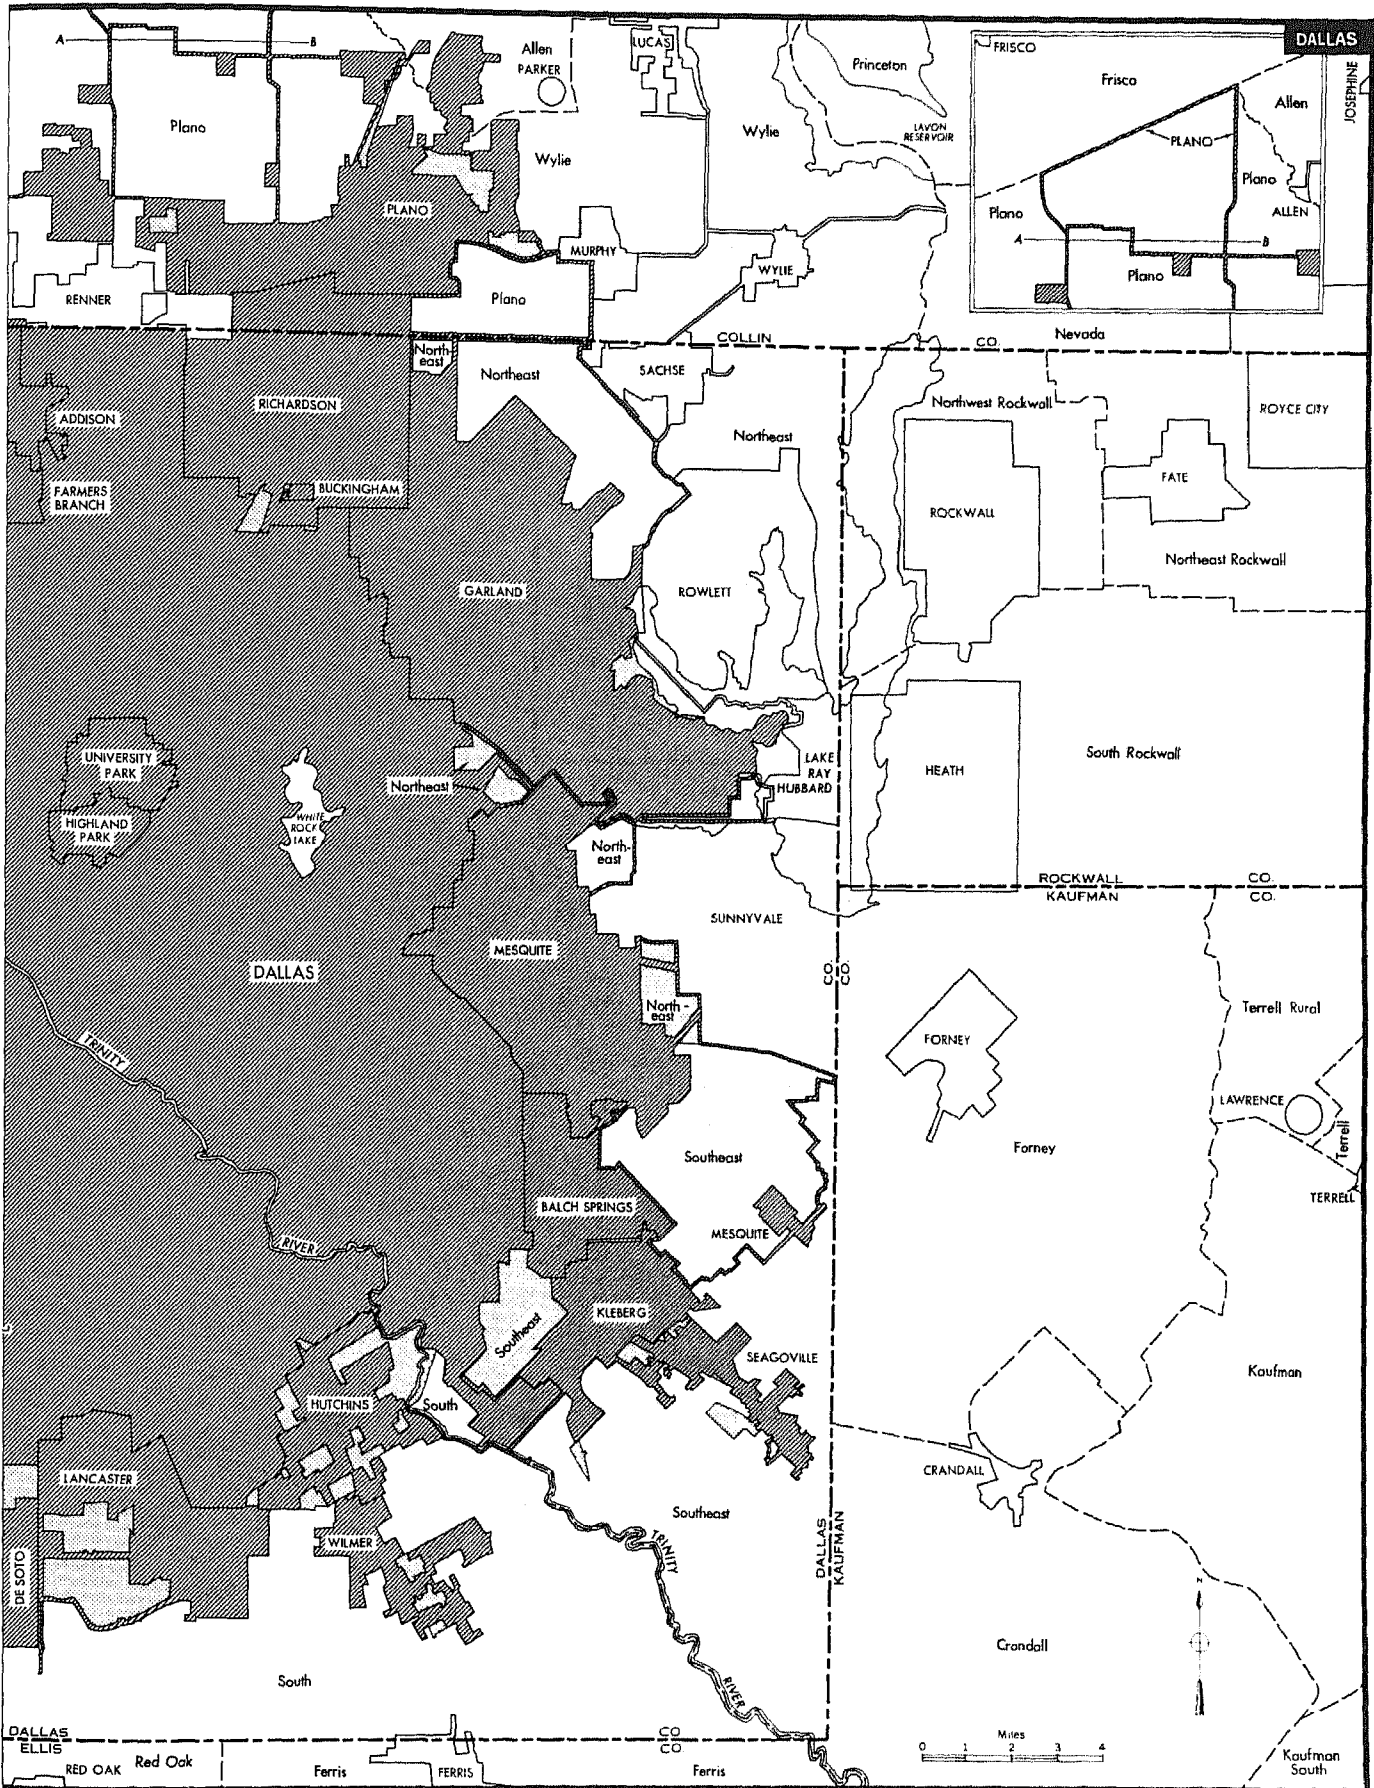 DALLAS
A
B
Allen
PARKER
LUCAS
Princeton
FRISCO
Frisco
Allen
JOSEPHINE
Plano
Wylie
Wylie
LAVON
RESERVOIR
PLANO
Plano
Plano
ALLEN
A
B
Plano
PLANO
MURPHY
WYLIE
RENNER
Plano
COLLIN
CO.
Nevada
North-
east
Northeast
SACHSE
ADDISON
RICHARDSON
Northwest Rockwall
ROYCE CITY
Northeast
FARMERS
BRANCH
BUCKINGHAM
FATE
ROCKWALL
Northeast Rockwall
GARLAND
ROWLETT
UNIVERSITY
PARK
Northeast
LAKE
RAY
HUBBARD
HEATH
South Rockwall
HIGHLAND
PARK
WHITE
ROCK
LAKE
North-
east
ROCKWALL
CO.
KAUFMAN
CO.
SUNNYVALE
MESQUITE
DALLAS
CO.
CO.
North-
east
Terrell Rural
TRINITY
FORNEY
LAWRENCE
Terrell
Southeast
Forney
TERRELL
BALCH SPRINGS
MESQUITE
RIVER
KLEBERG
Southeast
SEAGOVILLE
Kaufman
HUTCHINS
South
LANCASTER
CRANDALL
Southeast
WILMER
TRINITY
DALLAS
KAUFMAN
DE SOTO
N
Crandall
South
RIVER
DALLAS
CO.
ELLIS
CO.
Miles
0 1 2 3 4
RED OAK
Red Oak
Ferris
FERRIS
Ferris
Kaufman
South